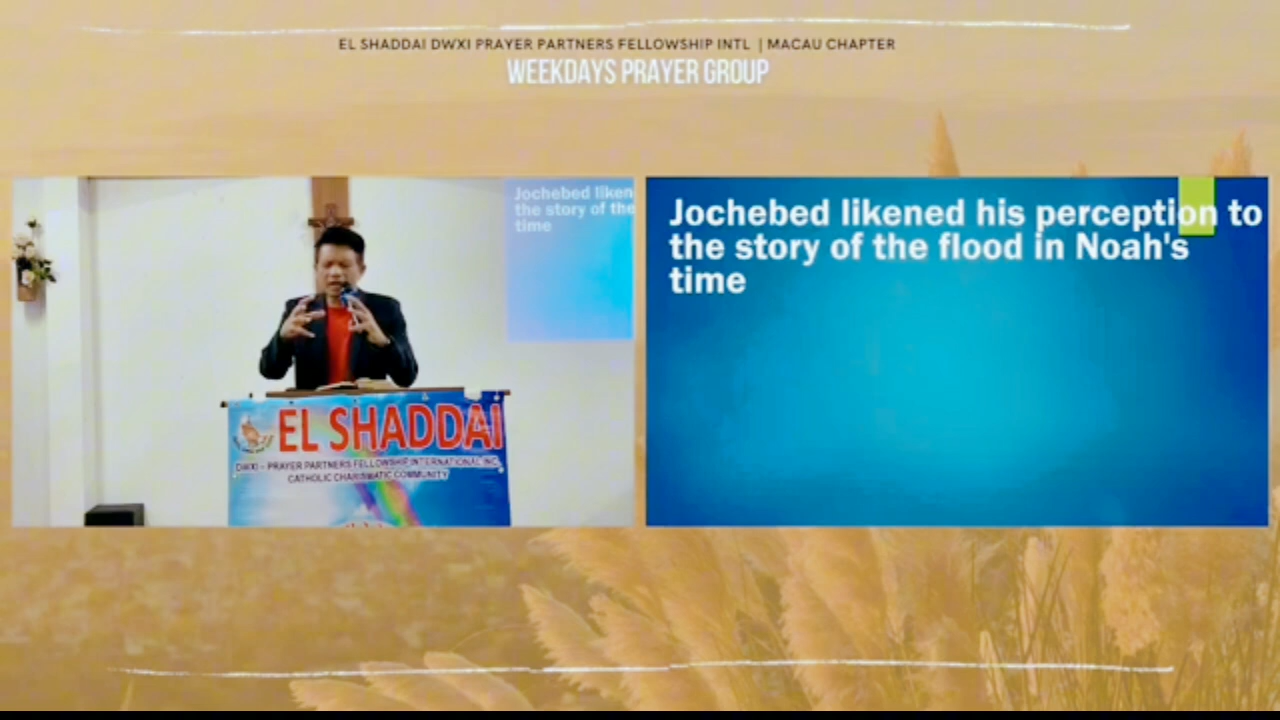 EL SHADDAI DWXI PRAYER PARTNERS FELLOWSHIP INTL | MACAU CHAPTER
WEEKDAYS PRAYER GROUP
Jochebed liken
the story of the
time
EL SHADDAI
DWXI - PRAYER PARTNERS FELLOWSHIP INTERNATIONAL INC.
CATHOLIC CHARISMATIC COMMUNITY
Jochebed likened his perception to
the story of the flood in Noah's
time